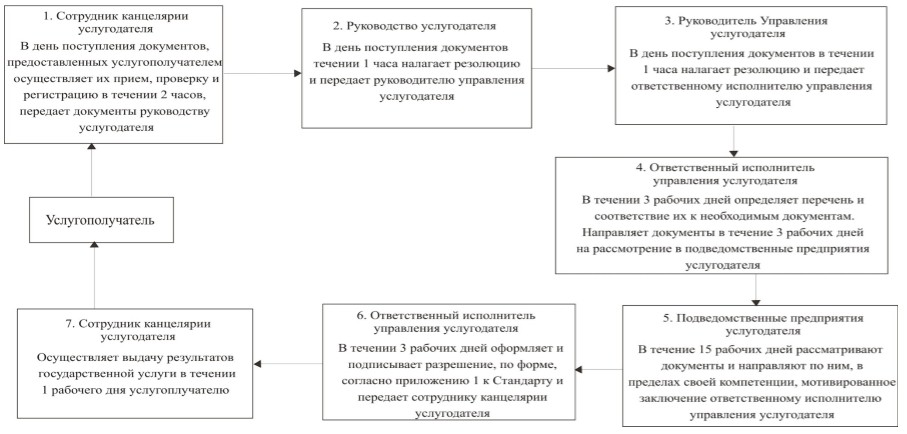 1. Сотрудник канцелярии
услугодателя
В день поступления документов,
предоставленных услугополучателем
осуществляет их прием, проверку и
регистрацию в течении 2 часов,
передает документы руководству
услугодателя
2. Руководство услугодателя
В день поступления документов
течении 1 часа налагает резолюцию
и передает руководителю управления
услугодателя
3. Руководитель Управления
услугодателя
В день поступления документов в течении
1 часа налагает резолюцию и передает
ответственному исполнителю управления
услугодателя
4. Ответственный исполнитель
управления услугодателя
В течении 3 рабочих дней определяет перечень и
соответствие их к необходимым документам.
Направляет документы в течение 3 рабочих дней
на рассмотрение в подведомственные предприятия
услугодателя
5. Подведомственные предприятия
услугодателя
В течение 15 рабочих дней рассматривают
документы и направляют по ним, в
пределах своей компетенции, мотивированное
заключение ответственному исполнителю
управления услугодателя
6. Ответственный исполнитель
управления услугодателя
В течении 3 рабочих дней оформляет и
подписывает разрешение, по форме,
согласно приложению 1 к Стандарту и
передает сотруднику канцелярии
услугодателя
7. Сотрудник канцелярии
услугодателя
Осуществляет выдачу результатов
государственной услуги в течении
1 рабочего дня услугоплучателю
Услугополучатель